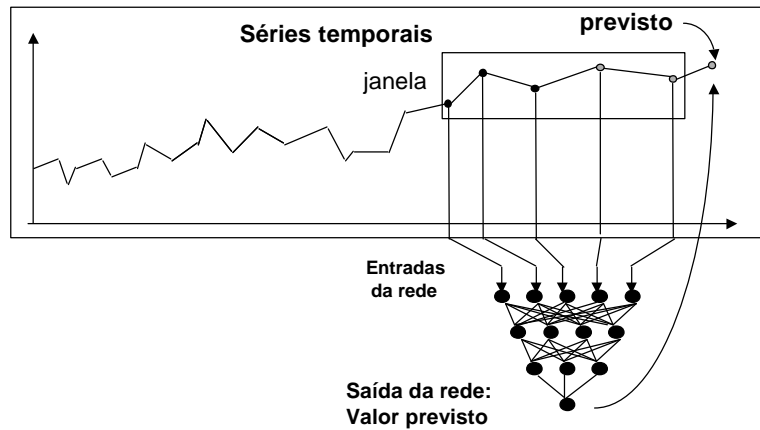 previsto
Séries temporais
janela
Entradas
da rede
Saída da rede:
Valor previsto